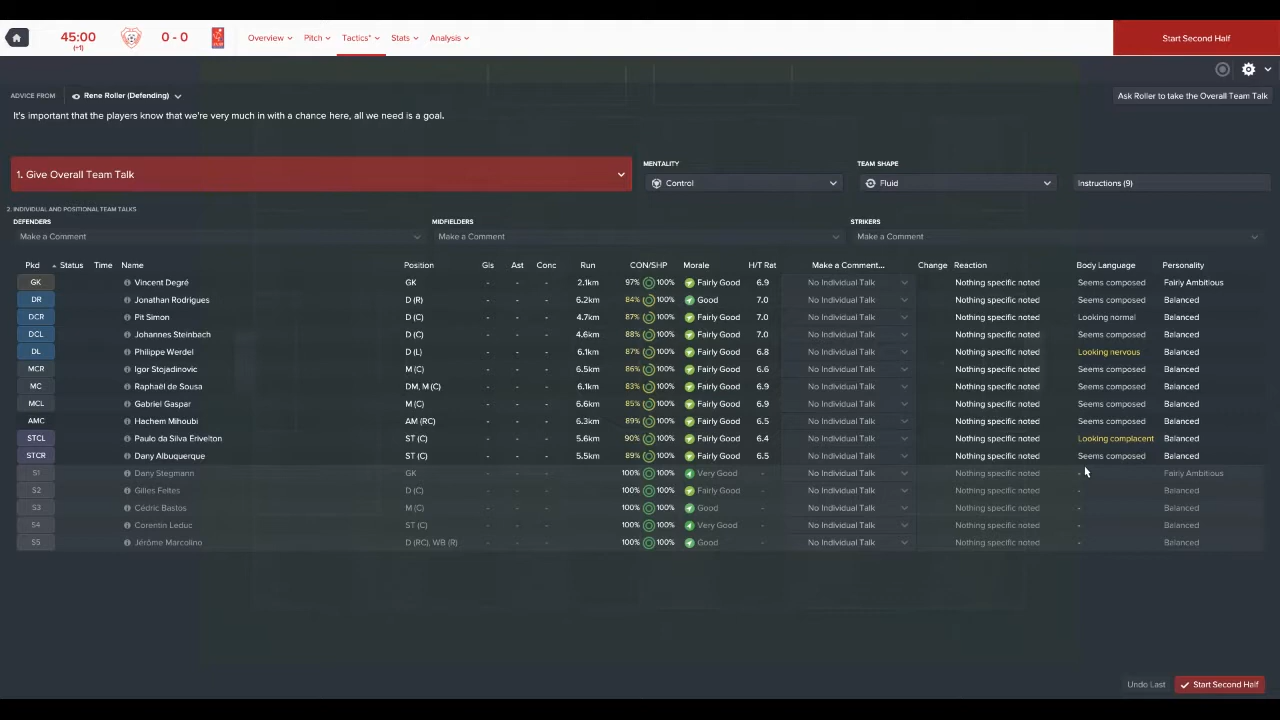 45:00 0 - 0 Overview Pitch Tactics* Stats Analysis Start Second Half
(+1)
ADVICE FROM Rene Roller (Defending) Ask Roller to take the Overall Team Talk
It's important that the players know that we're very much in with a chance here, all we need is a goal.
MENTALITY TEAM SHAPE
1. Give Overall Team Talk Control Fluid Instructions (9)
2. INDIVIDUAL AND POSITIONAL TEAM TALKS
DEFENDERS MIDFIELDERS STRIKERS
Make a Comment Make a Comment Make a Comment
Pkd Status Time Name Position Gls Ast Conc Run CON/SHP Morale H/T Rat Make a Comment... Change Reaction Body Language Personality
GK Vincent Degré GK - - - 2.1km 97% 100% Fairly Good 6.9 No Individual Talk Nothing specific noted Seems composed Fairly Ambitious
DR Jonathan Rodrigues D (R) - - - 6.2km 84% 100% Good 7.0 No Individual Talk Nothing specific noted Seems composed Balanced
DCR Pit Simon D (C) - - - 4.7km 87% 100% Fairly Good 7.0 No Individual Talk Nothing specific noted Looking normal Balanced
DCL Johannes Steinbach D (C) - - - 4.6km 88% 100% Fairly Good 7.0 No Individual Talk Nothing specific noted Seems composed Balanced
DL Philippe Werdel D (L) - - - 6.1km 87% 100% Fairly Good 6.8 No Individual Talk Nothing specific noted Looking nervous Balanced
MCR Igor Stojadinovic M (C) - - - 6.5km 86% 100% Fairly Good 6.6 No Individual Talk Nothing specific noted Seems composed Balanced
MC Raphaël de Sousa DM, M (C) - - - 6.1km 83% 100% Fairly Good 6.9 No Individual Talk Nothing specific noted Seems composed Balanced
MCL Gabriel Gaspar M (C) - - - 6.6km 85% 100% Fairly Good 6.9 No Individual Talk Nothing specific noted Seems composed Balanced
AMC Hachem Mihoubi AM (RC) - - - 6.3km 89% 100% Fairly Good 6.5 No Individual Talk Nothing specific noted Seems composed Balanced
STCL Paulo da Silva Erivelton ST (C) - - - 5.6km 90% 100% Fairly Good 6.4 No Individual Talk Nothing specific noted Looking complacent Balanced
STCR Dany Albuquerque ST (C) - - - 5.5km 89% 100% Fairly Good 6.5 No Individual Talk Nothing specific noted Seems composed Balanced
S1 Dany Stegmann GK 100% 100% Very Good - No Individual Talk Nothing specific noted - Fairly Ambitious
S2 Gilles Feites D (C) 100% 100% Fairly Good - No Individual Talk Nothing specific noted - Balanced
S3 Cédric Bastos M (C) 100% 100% Good - No Individual Talk Nothing specific noted - Balanced
S4 Corentin Leduc ST (C) 100% 100% Very Good - No Individual Talk Nothing specific noted - Balanced
S5 Jérôme Marcolino D (RC), WB (R) 100% 100% Good - No Individual Talk Nothing specific noted - Balanced
Undo Last Start Second Half